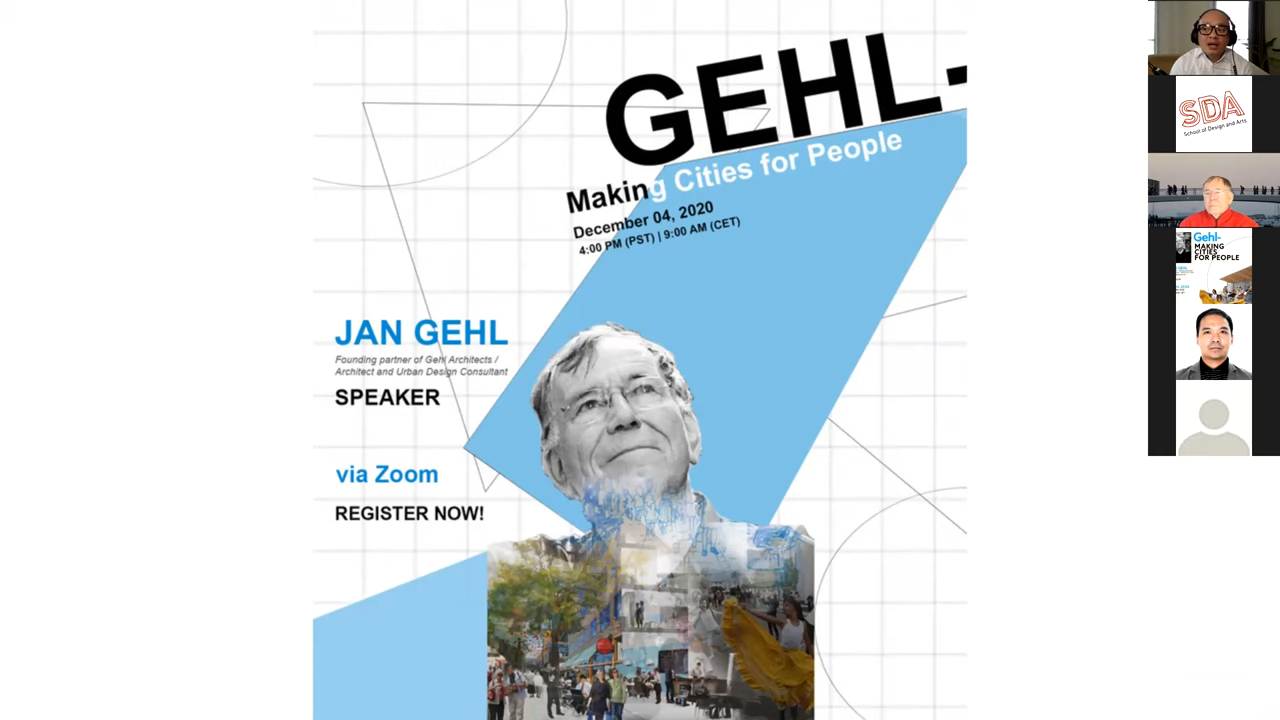 GEHL-
Making Cities for People
December 04, 2020
4:00 PM (PST) | 9:00 AM (CET)
JAN GEHL
Founding partner of Gehl Architects /
Architect and Urban Design Consultant
SPEAKER
via Zoom
REGISTER NOW!
SDA
School of Design and Arts
Gehl-
MAKING
CITIES
FOR PEOPLE